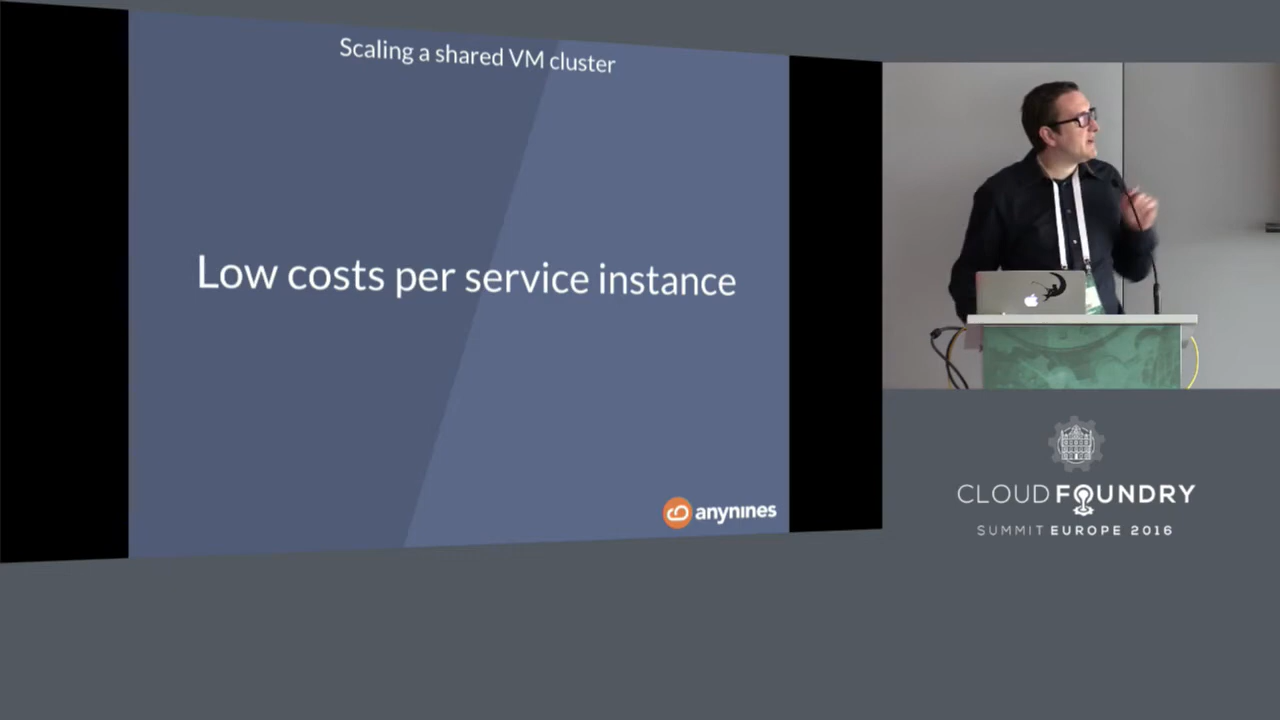 Scaling a shared VM cluster
Low costs per service instance
anynines
CLOUD FOUNDRY
SUMMIT EUROPE 2016